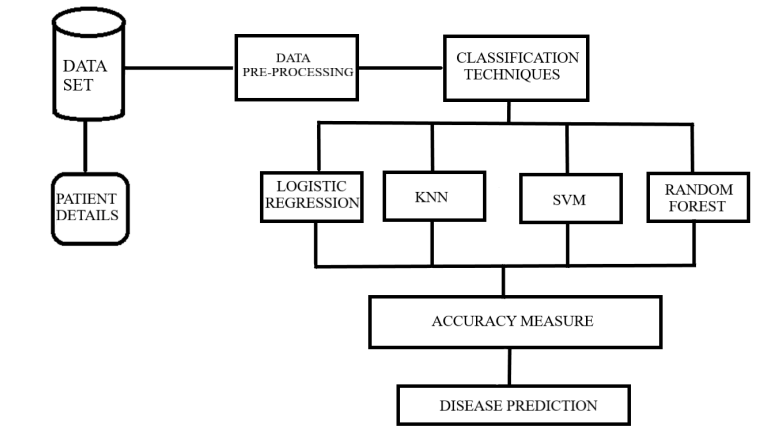 DATA
SET
DATA
PRE-PROCESSING
CLASSIFICATION
TECHNIQUES
PATIENT
DETAILS
LOGISTIC
REGRESSION
KNN
SVM
RANDOM
FOREST
ACCURACY MEASURE
DISEASE PREDICTION